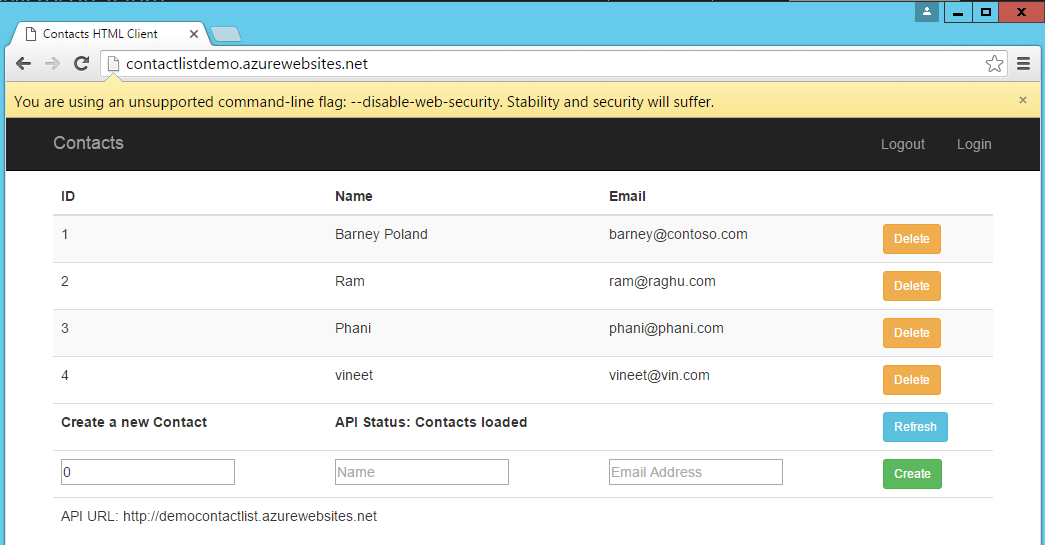 Contacts HTML Client
contactlistdemo.azurewebsites.net
You are using an unsupported command-line flag: --disable-web-security. Stability and security will suffer.
Contacts Logout Login
ID Name Email
1 Barney Poland barney@contoso.com Delete
2 Ram ram@raghu.com Delete
3 Phani phani@phani.com Delete
4 vineet vineet@vin.com Delete
Create a new Contact API Status: Contacts loaded Refresh
0 Name Email Address Create
API URL: http://democontactlist.azurewebsites.net